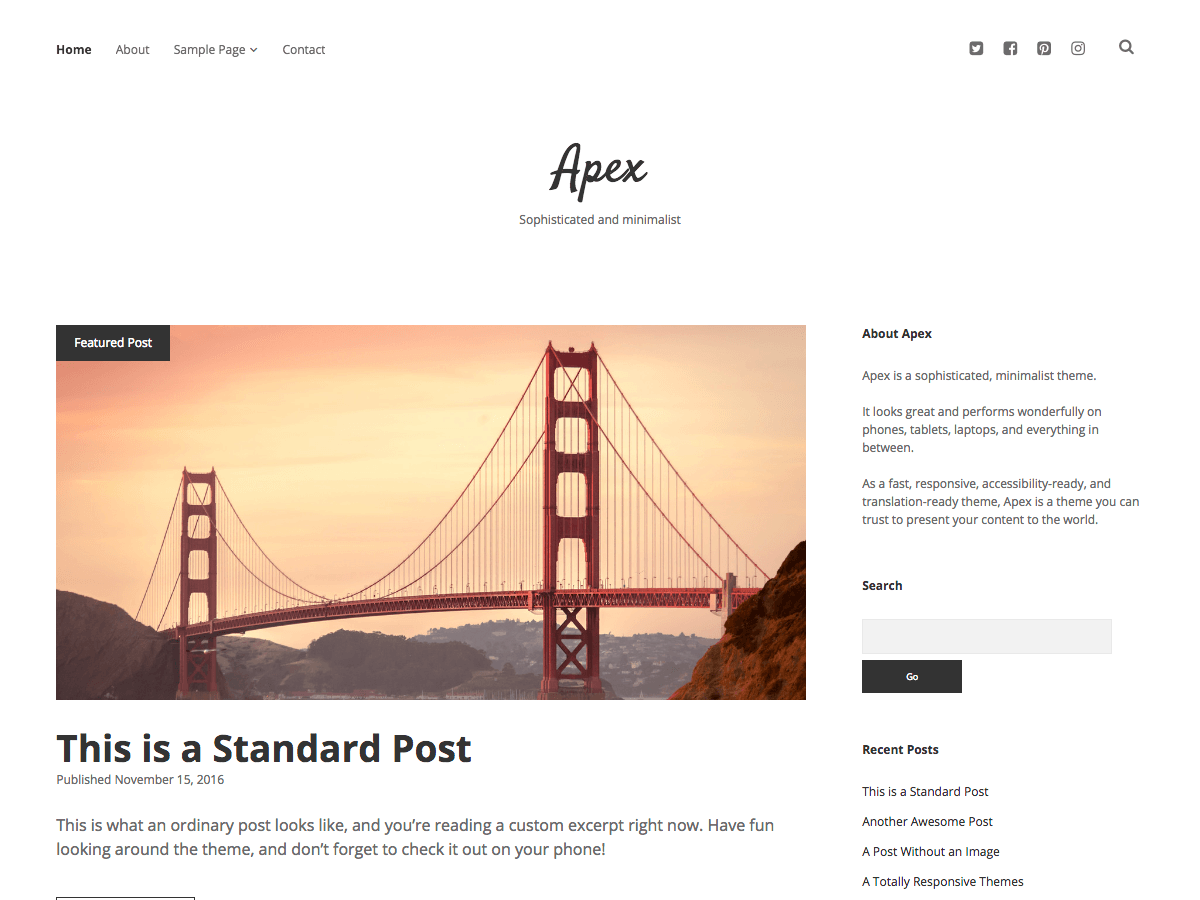 Home About Sample Page Contact
Apex
Sophisticated and minimalist
Featured Post
This is a Standard Post
Published November 15, 2016
This is what an ordinary post looks like, and you’re reading a custom excerpt right now. Have fun
looking around the theme, and don’t forget to check it out on your phone!
About Apex
Apex is a sophisticated, minimalist theme.
It looks great and performs wonderfully on
phones, tablets, laptops, and everything in
between.
As a fast, responsive, accessibility-ready, and
translation-ready theme, Apex is a theme you can
trust to present your content to the world.
Search
Go
Recent Posts
This is a Standard Post
Another Awesome Post
A Post Without an Image
A Totally Responsive Themes